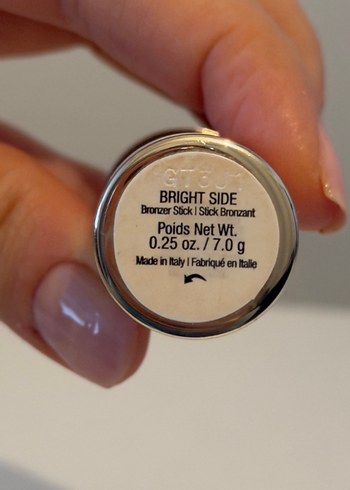 BRIGHT SIDE
Bronzer Stick | Stick Bronzant
Poids Net Wt.
0.25 oz. / 7.0 g
Made in Italy | Fabriqué en Italie